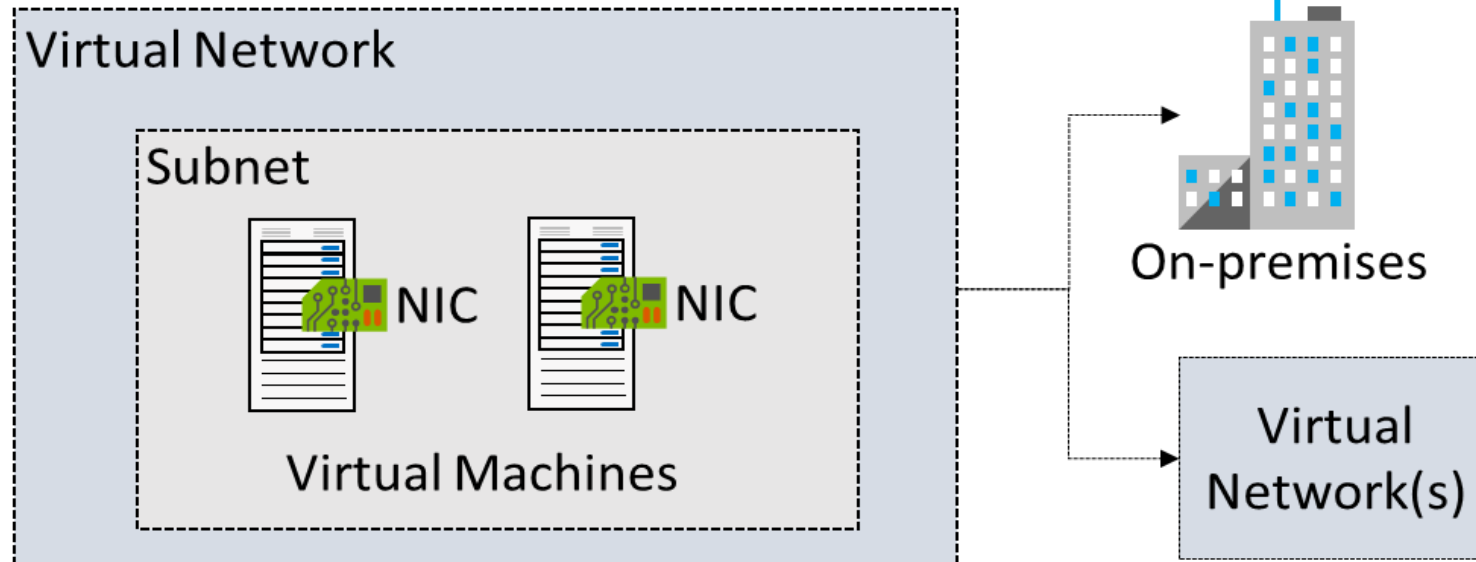 Virtual Network
Subnet
NIC
NIC
Virtual Machines
On-premises
Virtual
Network(s)